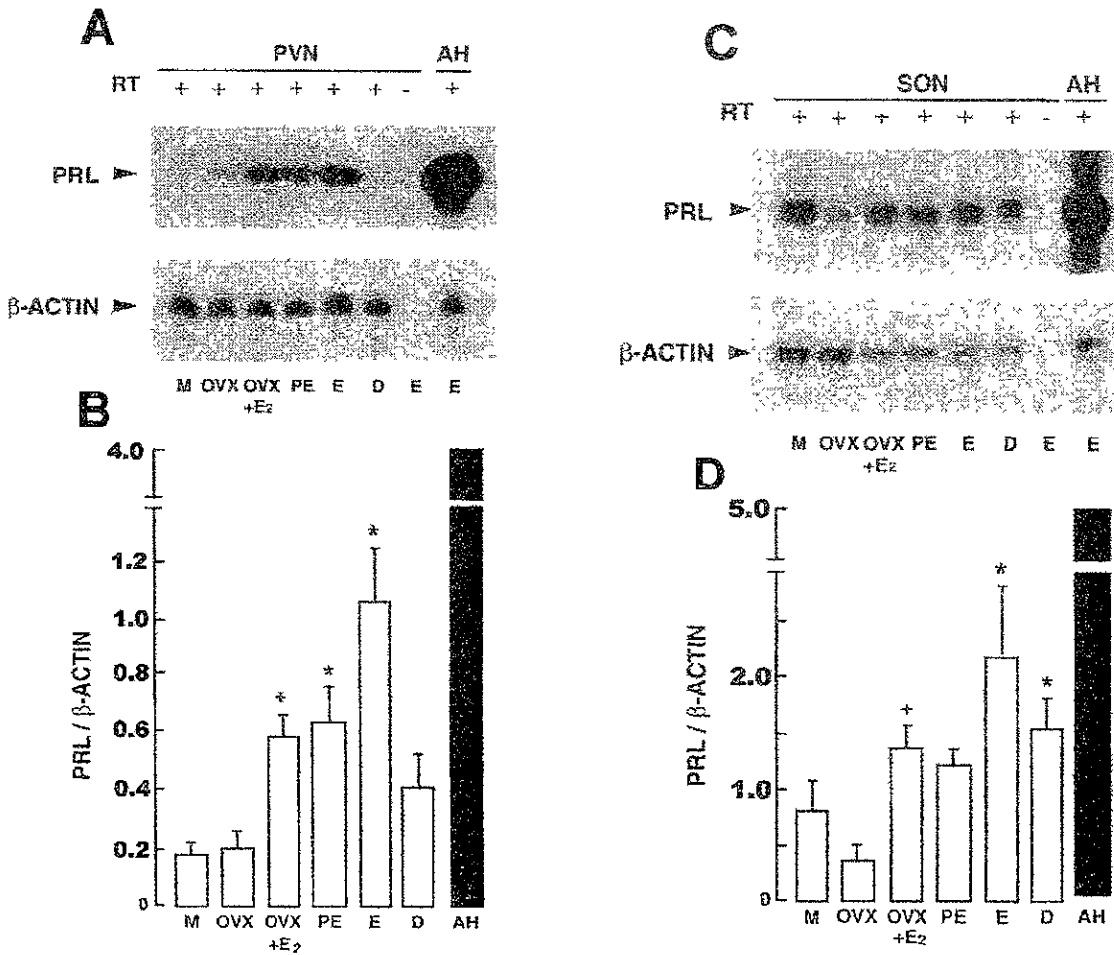 A
PVN AH
RT + + + + + + - +
PRL
β-ACTIN
M OVX OVX PE E D E E
+E2
B
4.0
1.2
1.0
0.8
0.6
0.4
0.2
0
PRL / β-ACTIN
+
*
*
M OVX OVX PE E D AH
+E2
C
SON AH
RT + + + + + + - +
PRL
β-ACTIN
M OVX OVX PE E D E E
+E2
D
5.0
2.0
1.0
0
PRL / β-ACTIN
+
*
*
M OVX OVX PE E D AH
+E2